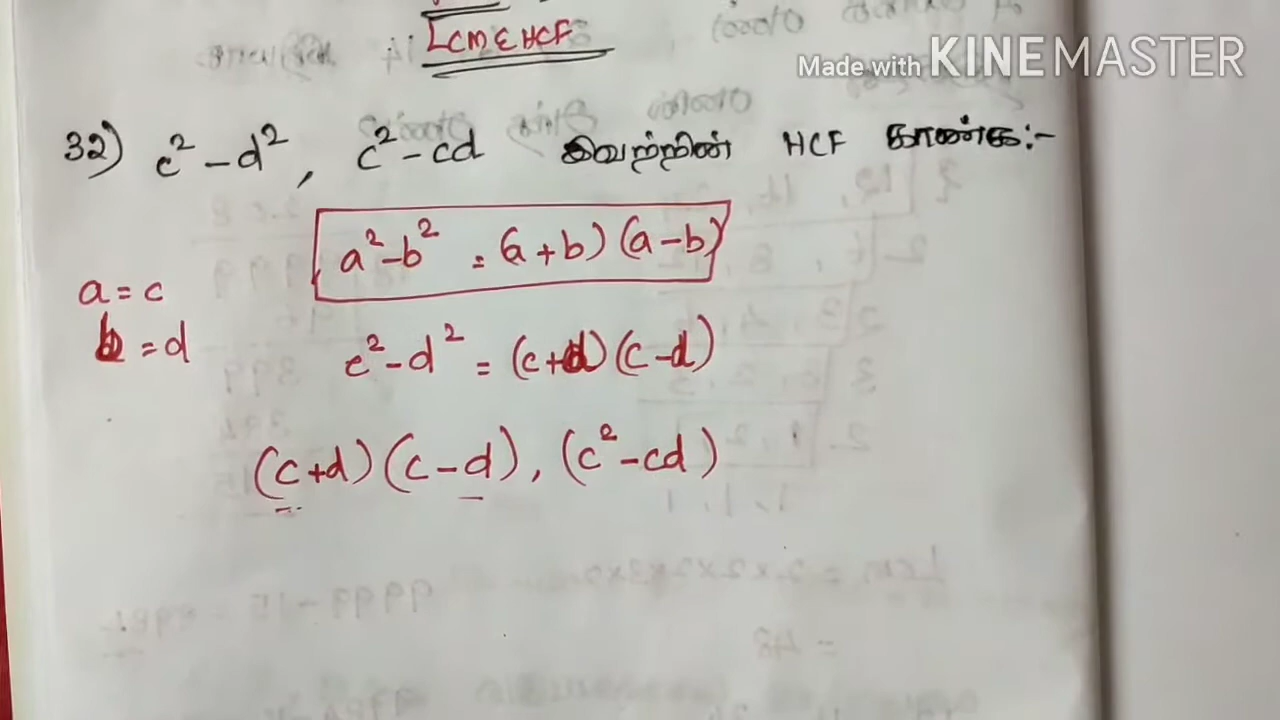 LCM & HCF
Made with KINEMASTER
32) c² - d², c² - cd இவற்றின் HCF காண்க:-
a² - b² = (a + b) (a - b)
a = c
b = d
c² - d² = (c + d) (c - d)
(c + d) (c - d), (c² - cd)